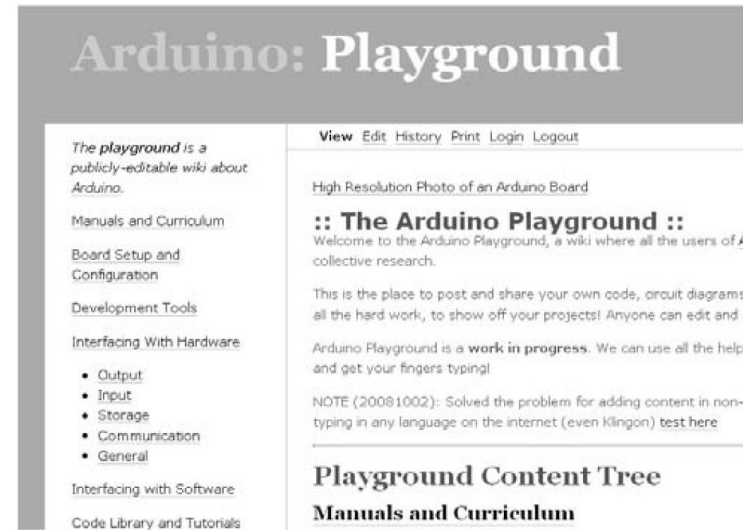 Arduino: Playground
The playground is a
publicly-editable wiki about
Arduino.
Manuals and Curriculum
Board Setup and
Configuration
Development Tools
Interfacing With Hardware
• Output
• Input
• Storage
• Communication
• General
Interfacing with Software
Code Library and Tutorials
View Edit History Print Login Logout
High Resolution Photo of an Arduino Board
:: The Arduino Playground ::
Welcome to the Arduino Playground, a wiki where all the users of
collective research.
This is the place to post and share your own code, circuit diagrams
all the hard work, to show off your projects! Anyone can edit and
Arduino Playground is a work in progress. We can use all the help
and get your fingers typing!
NOTE (20081002): Solved the problem for adding content in non-
typing in any language on the internet (even Klingon) test here
Playground Content Tree
Manuals and Curriculum